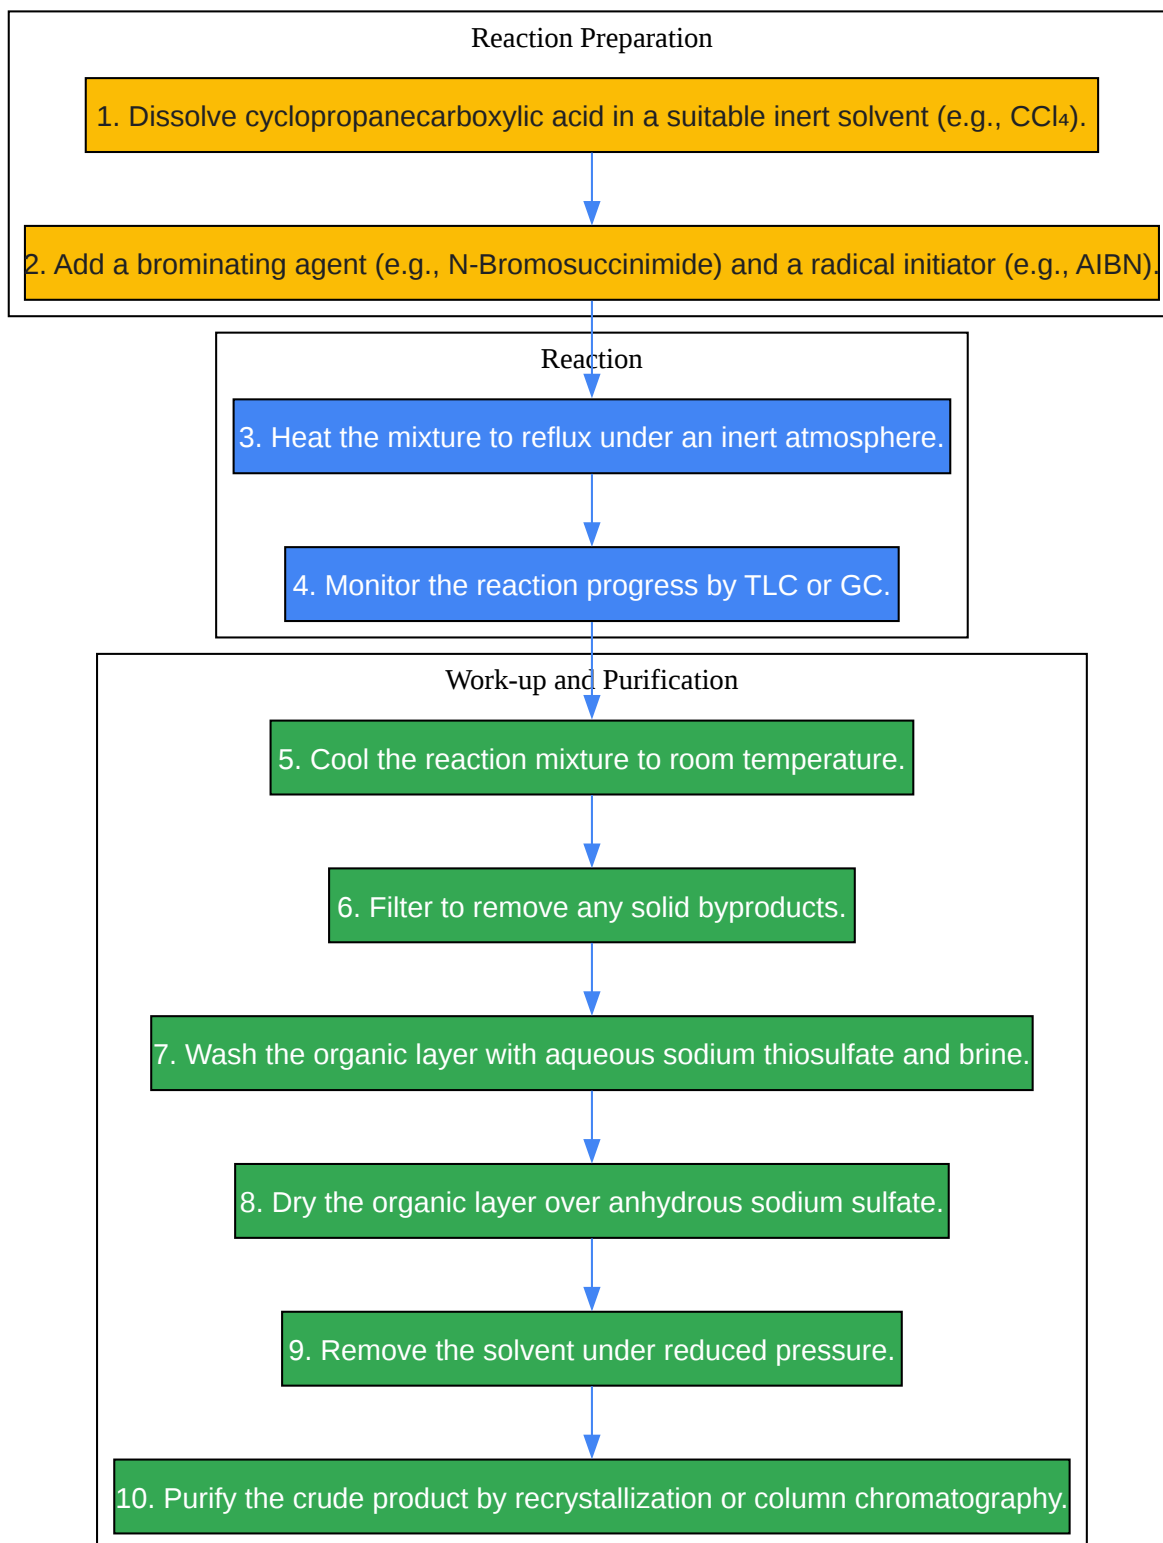 Reaction Preparation
1. Dissolve cyclopropanecarboxylic acid in a suitable inert solvent (e.g., CCl₄).
2. Add a brominating agent (e.g., N-Bromosuccinimide) and a radical initiator (e.g., AIBN).
Reaction
3. Heat the mixture to reflux under an inert atmosphere.
4. Monitor the reaction progress by TLC or GC.
Work-up and Purification
5. Cool the reaction mixture to room temperature.
6. Filter to remove any solid byproducts.
7. Wash the organic layer with aqueous sodium thiosulfate and brine.
8. Dry the organic layer over anhydrous sodium sulfate.
9. Remove the solvent under reduced pressure.
10. Purify the crude product by recrystallization or column chromatography.